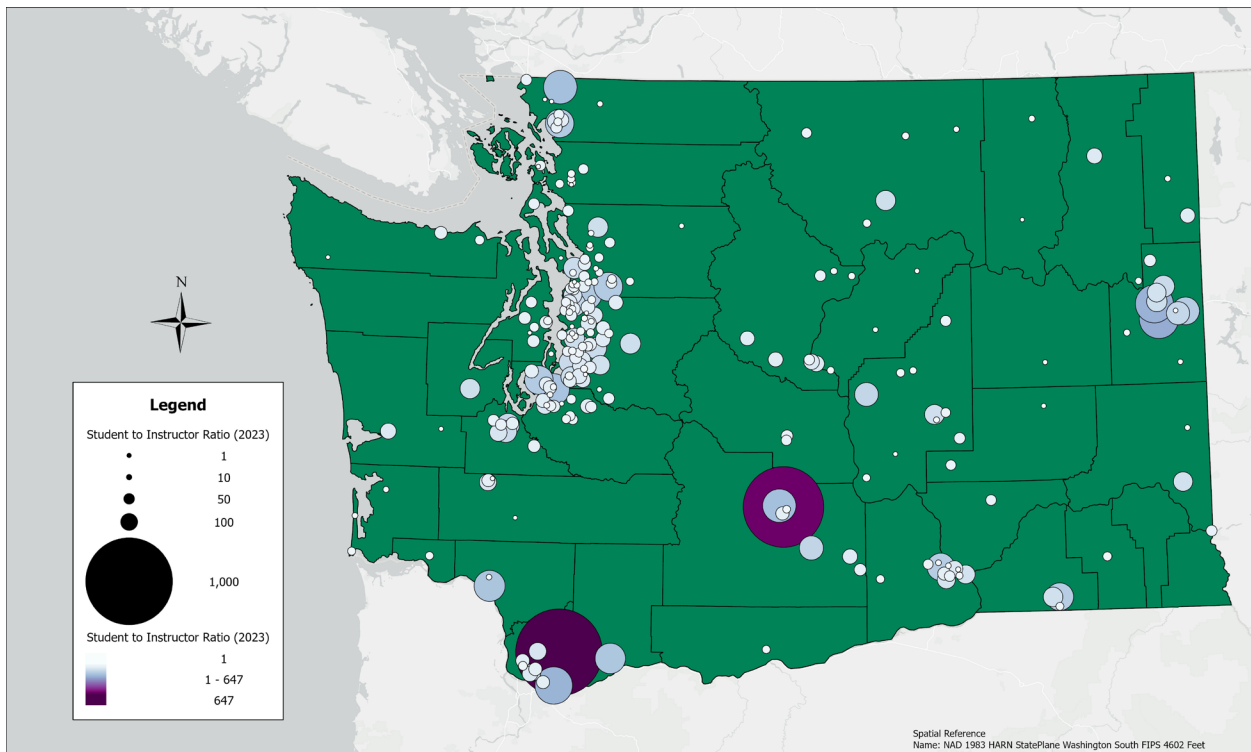 N
Legend
Student to Instructor Ratio (2023)
1
10
50
100
1,000
Student to Instructor Ratio (2023)
1
1 - 647
647
Spatial Reference
Name: NAD 1983 HARN StatePlane Washington South FIPS 4602 Feet